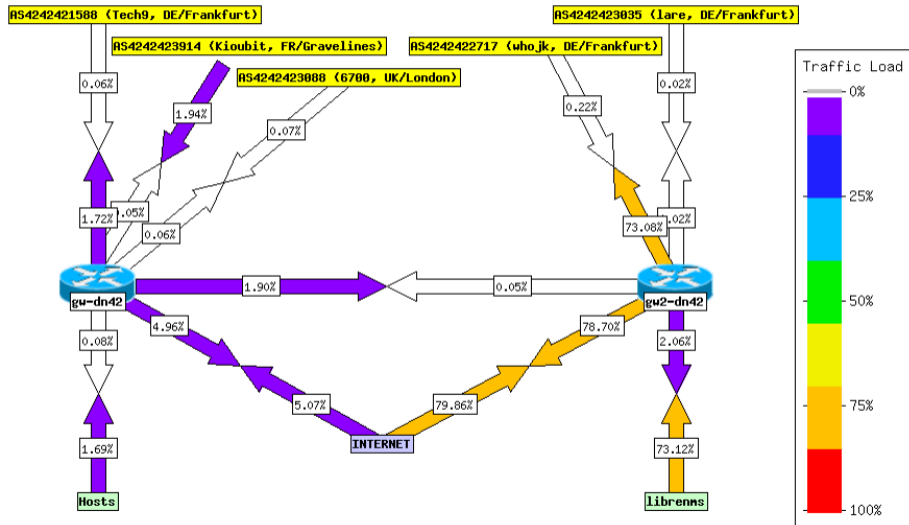 AS4242421588 (Tech9, DE/Frankfurt)
AS4242423035 (lare, DE/Frankfurt)
AS4242423914 (Kioubit, FR/Gravelines)
AS4242422717 (whojk, DE/Frankfurt)
AS4242423088 (6700, UK/London)
Traffic Load
0%
25%
50%
75%
100%
0.06%
1.94%
0.07%
0.22%
0.02%
1.72%
0.05%
0.06%
73.08%
0.02%
1.90%
0.05%
gw-dn42
gw2-dn42
0.08%
4.96%
78.70%
2.06%
5.07%
79.86%
INTERNET
1.69%
73.12%
Hosts
librenms